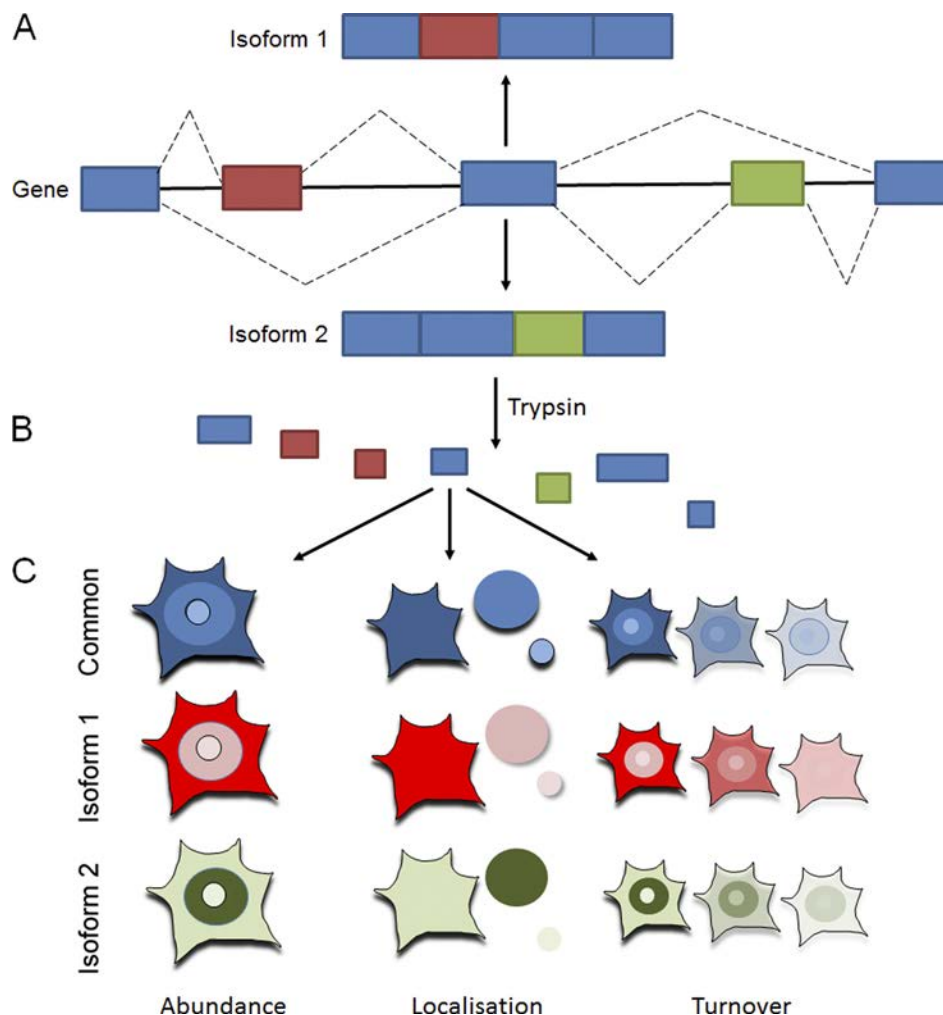 A
Isoform 1
Gene
Isoform 2
Trypsin
B
C
Common
Isoform 1
Isoform 2
Abundance
Localisation
Turnover